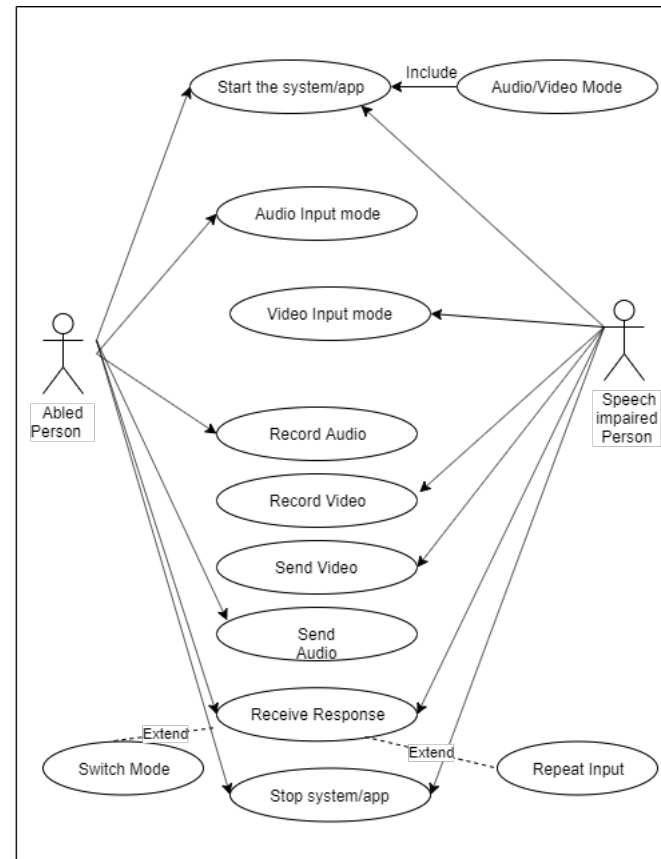 Start the system/app
Include
Audio/Video Mode
Audio Input mode
Video Input mode
Abled
Person
Speech
impaired
Person
Record Audio
Record Video
Send Video
Send
Audio
Receive Response
Extend
Extend
Switch Mode
Repeat Input
Stop system/app